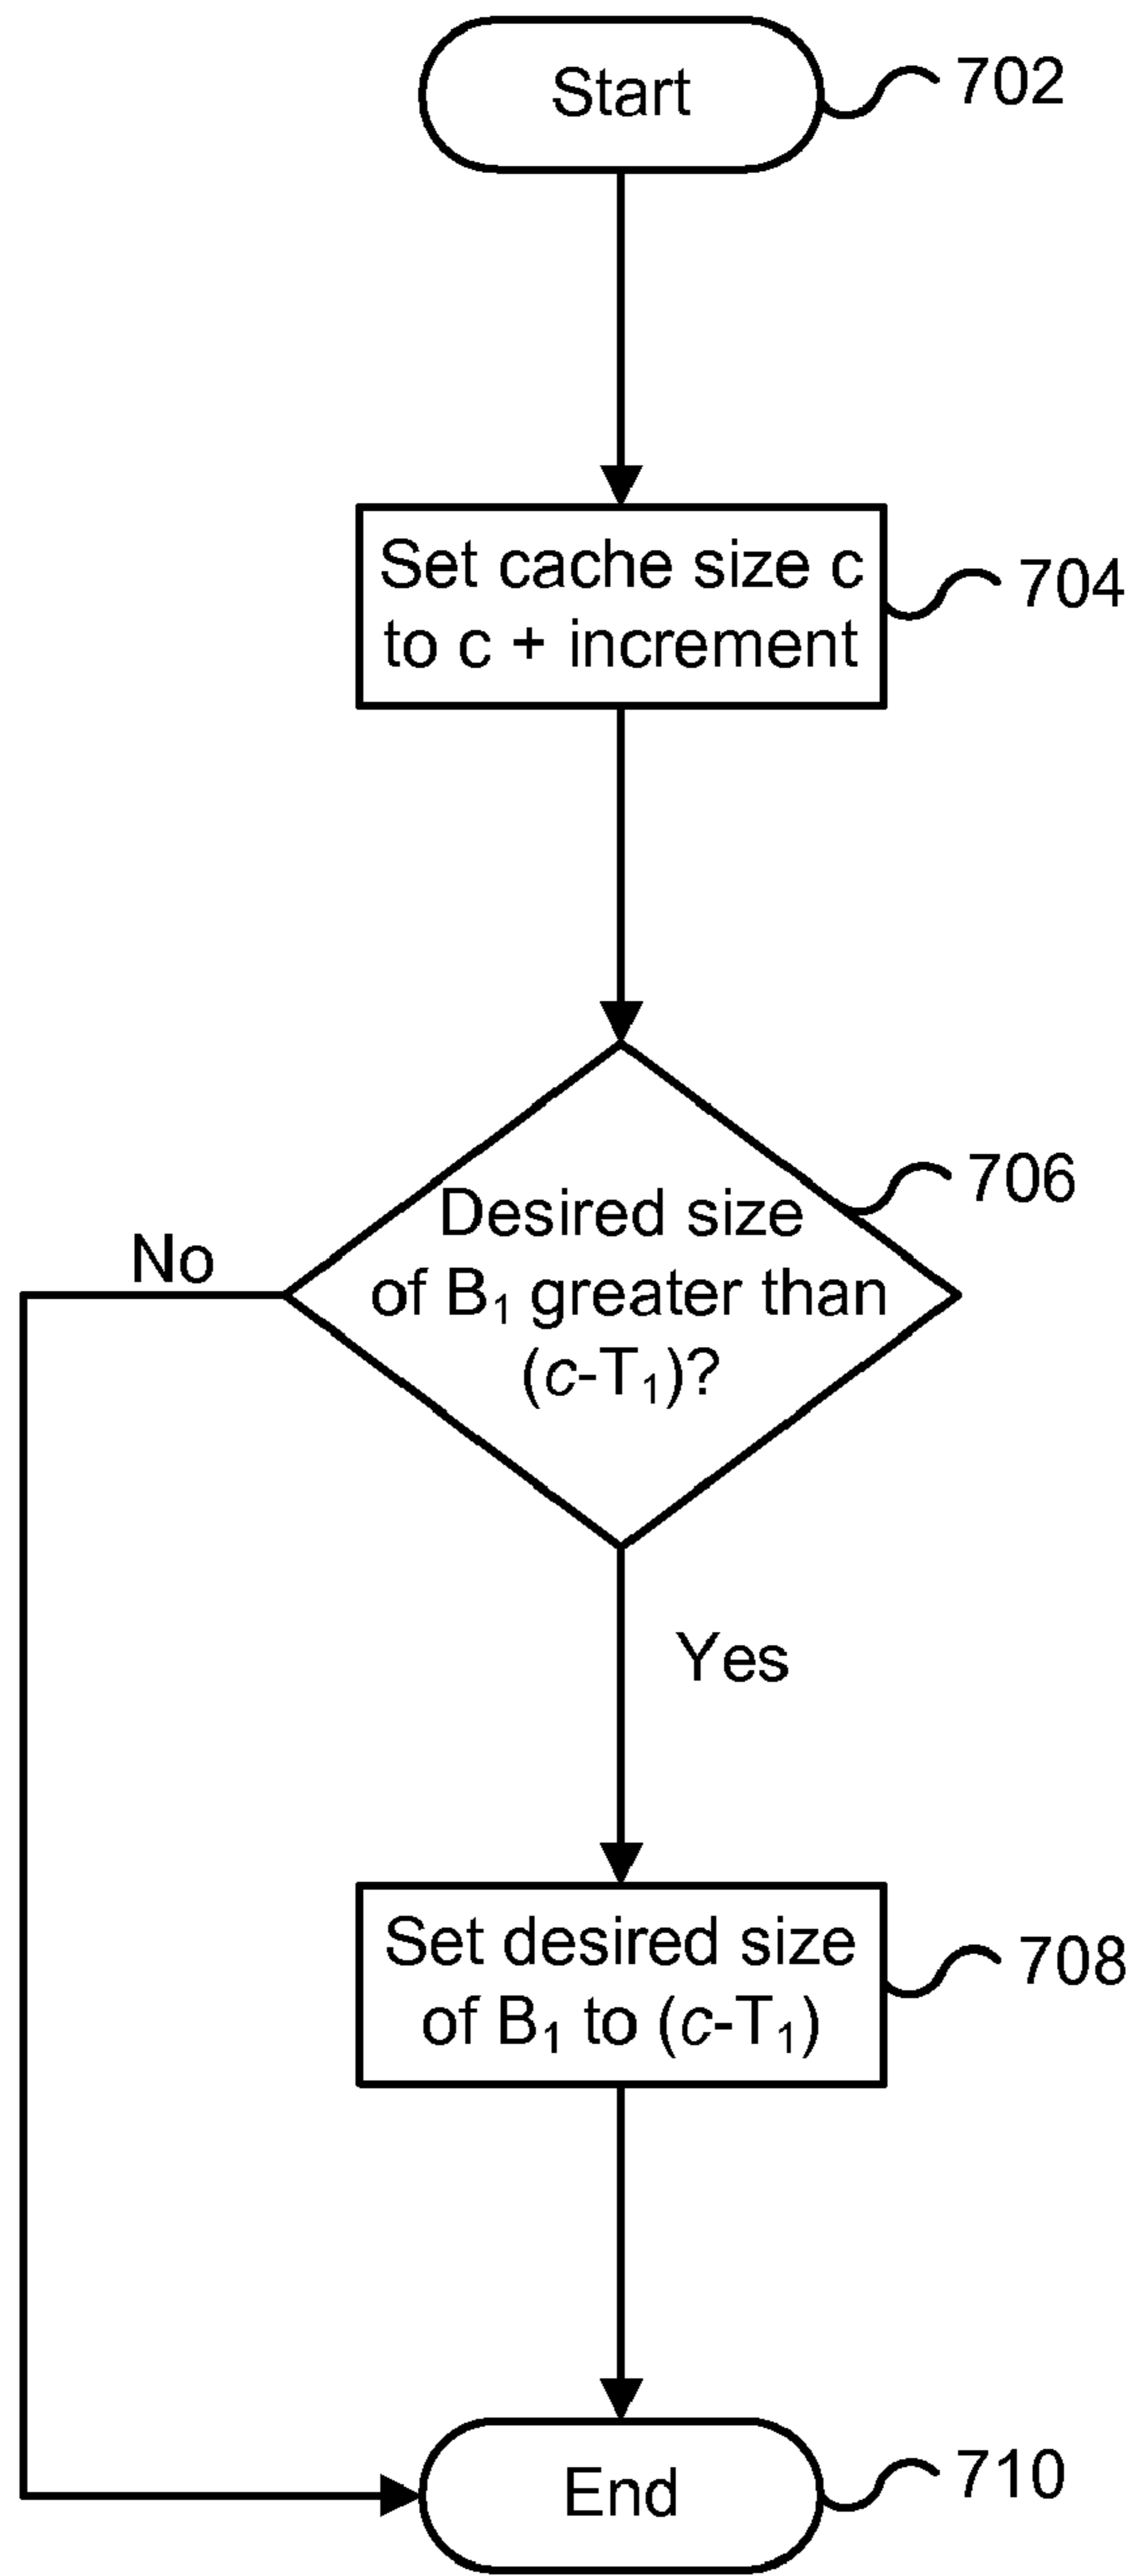 Start
702
Set cache size c
to c + increment
704
706
Desired size
of B₁ greater than
(c-T₁)?
No
Yes
Set desired size
of B₁ to (c-T₁)
708
End
710